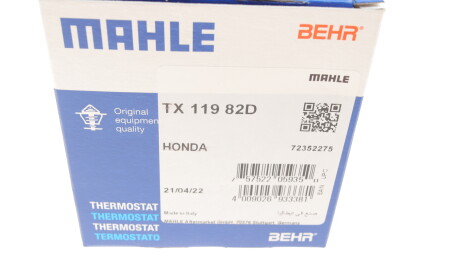 MAHLE
BEHR
MAHLE
Original
equipment
quality
TX 119 82D
HONDA
72352275
21/04/22
THERMOSTAT
THERMOSTAT
THERMOSTAT
TERMOSTATO
Made in Italy
BEHR